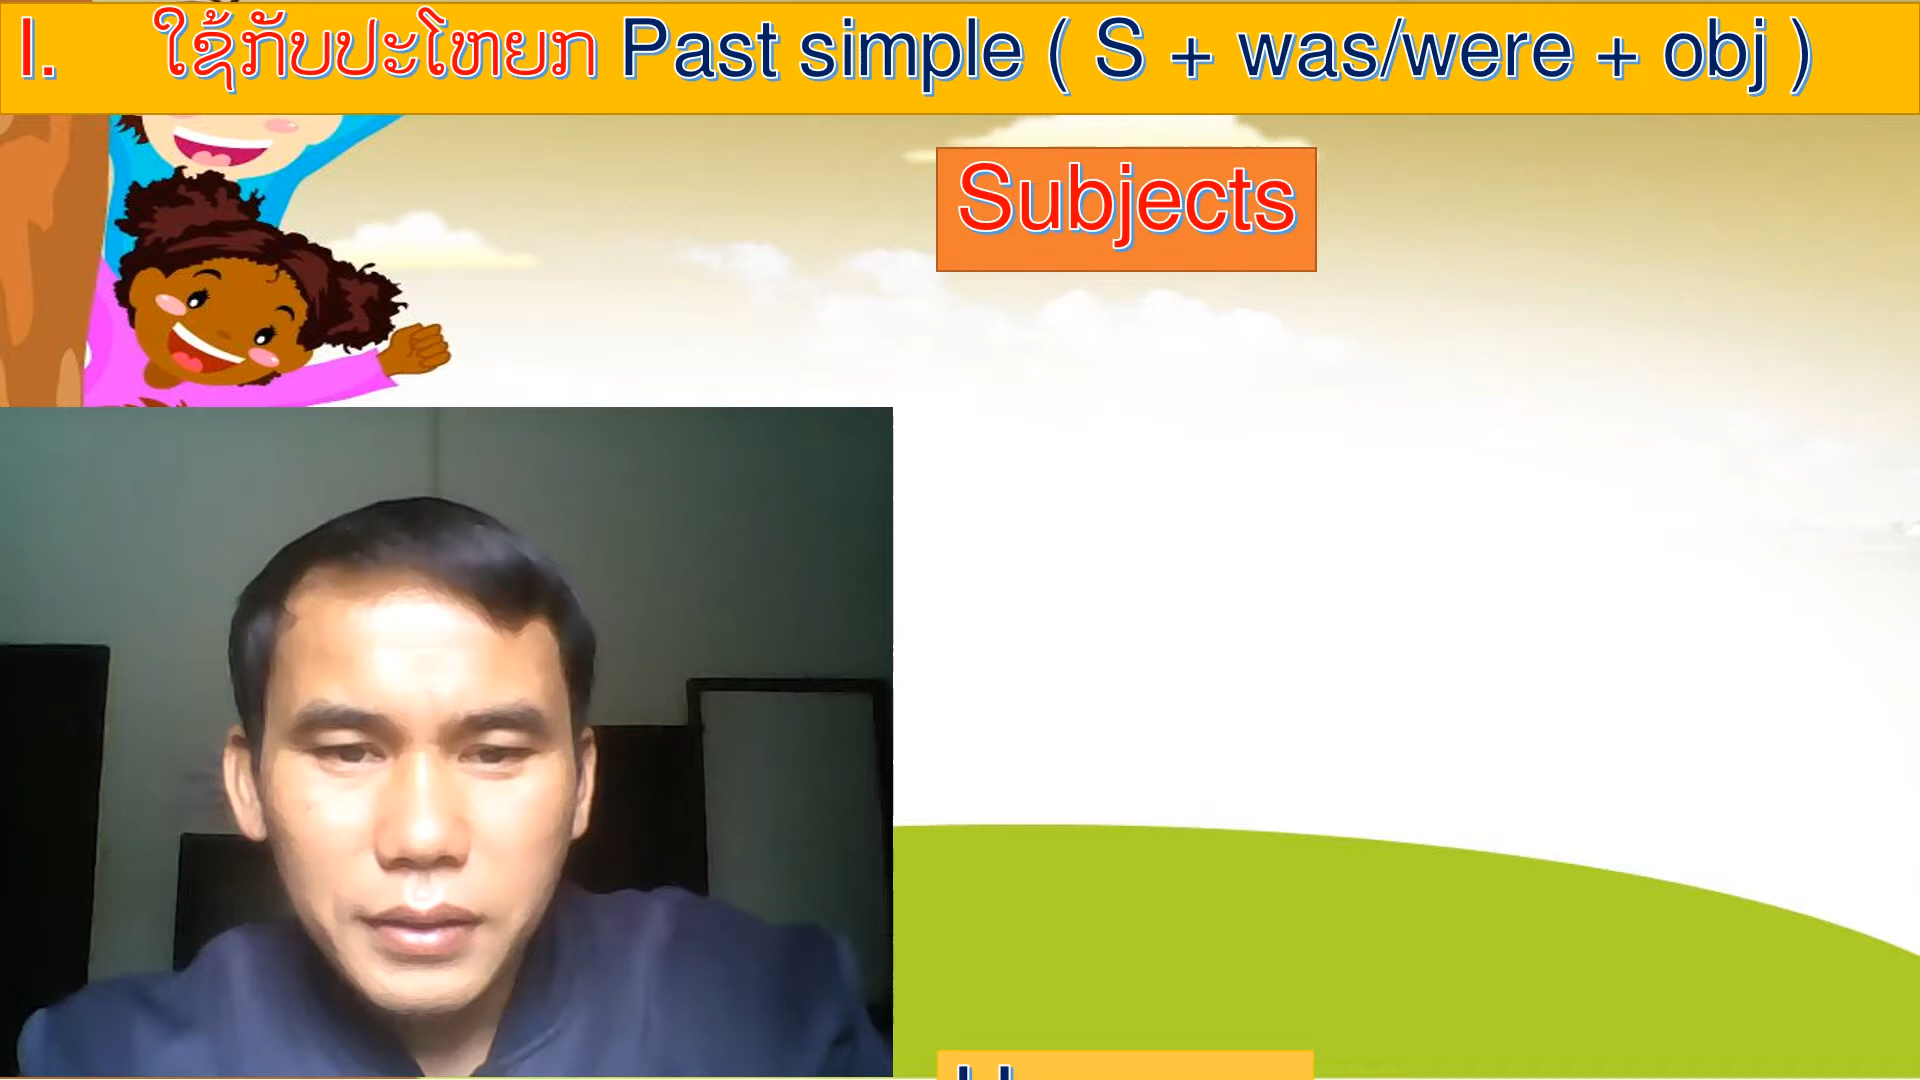 I. ໃຊ້ກັບປະໂຫຍກ Past simple ( S + was/were + obj )
Subjects